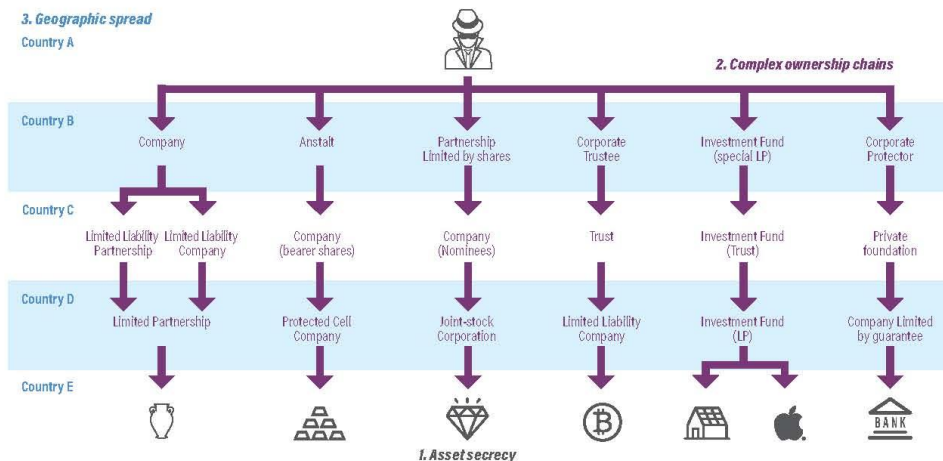 3. Geographic spread
Country A
2. Complex ownership chains
Country B
Company
Anstalt
Partnership
Limited by shares
Corporate
Trustee
Investment Fund
(special LP)
Corporate
Protector
Country C
Limited Liability
Partnership
Limited Liability
Company
Company
(bearer shares)
Company
(Nominees)
Trust
Investment Fund
(Trust)
Private
foundation
Country D
Limited Partnership
Protected Cell
Company
Joint-stock
Corporation
Limited Liability
Company
Investment Fund
(LP)
Company Limited
by guarantee
Country E
BANK
1. Asset secrecy